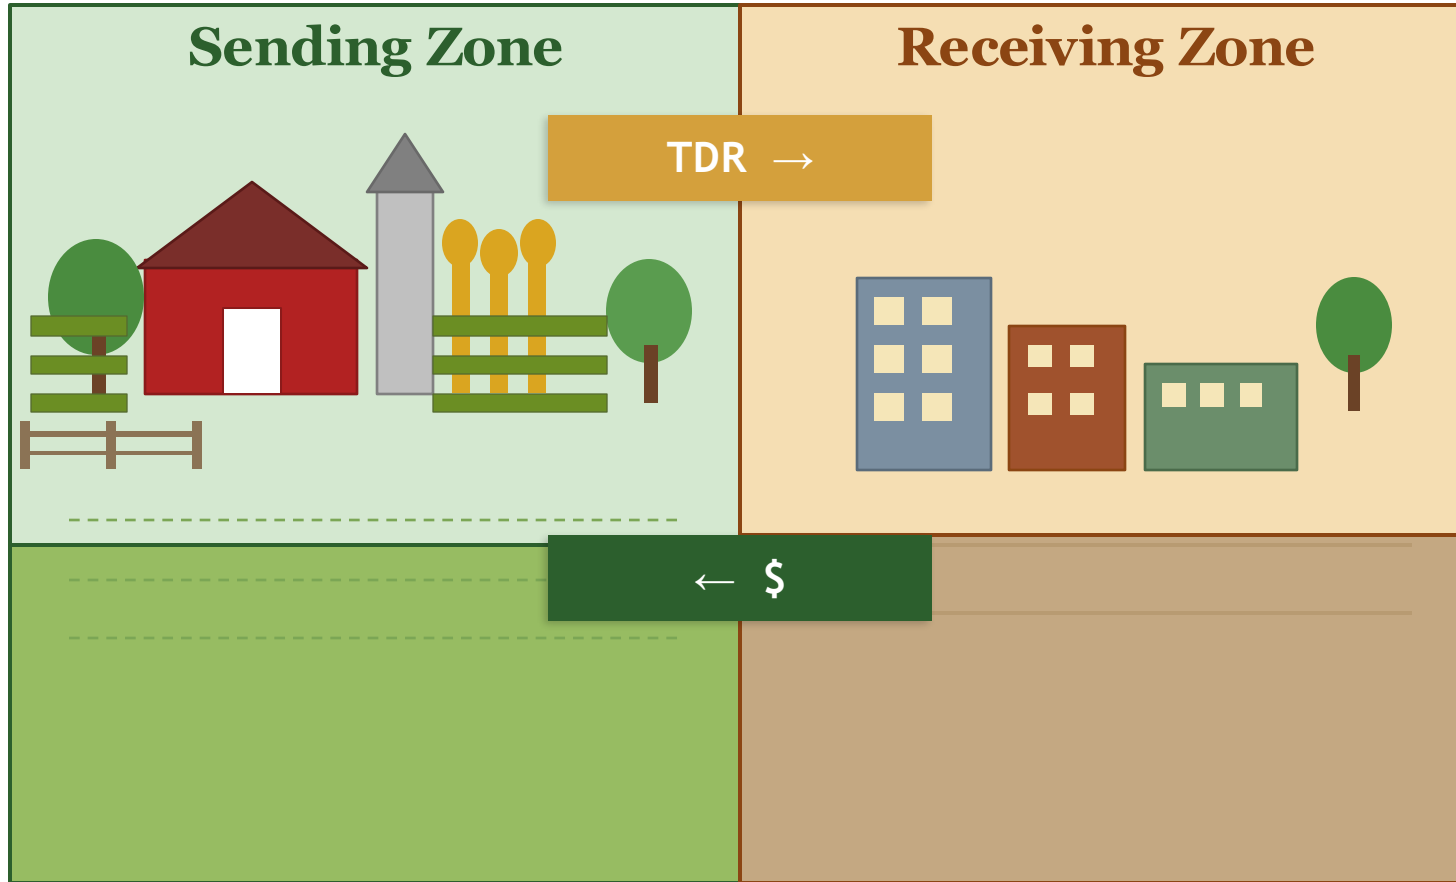 Sending Zone
Receiving Zone
TDR →
← $